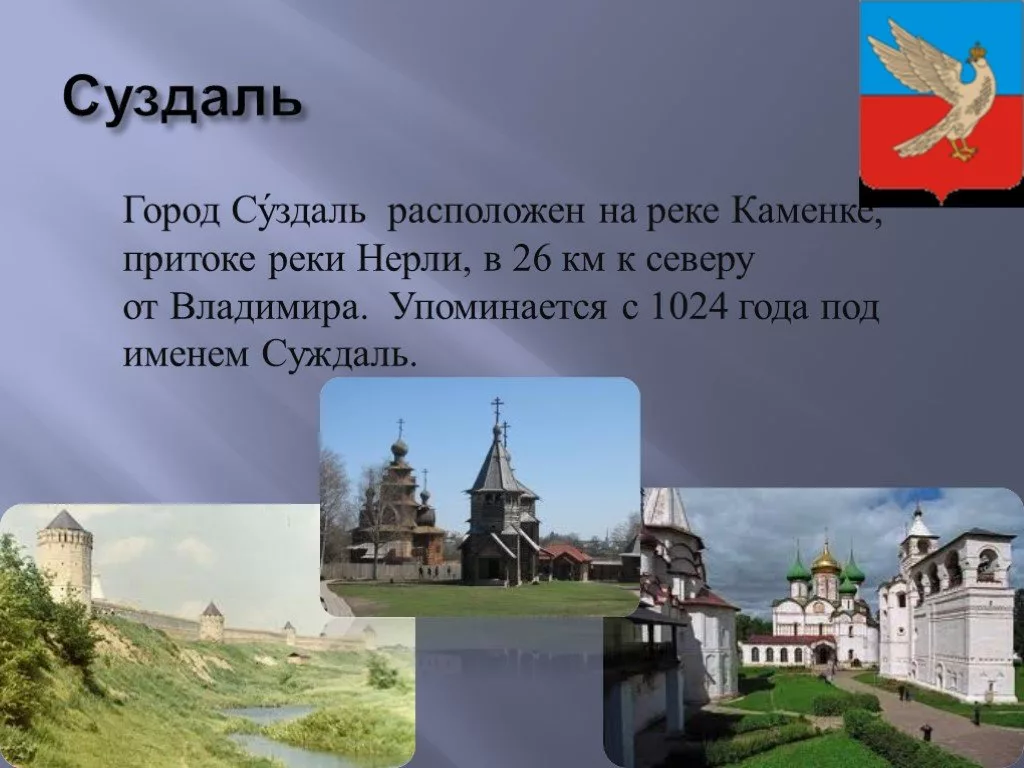 Суздаль
Город Су́здаль расположен на реке Каменке,
притоке реки Нерли, в 26 км к северу
от Владимира. Упоминается с 1024 года под
именем Суждаль.